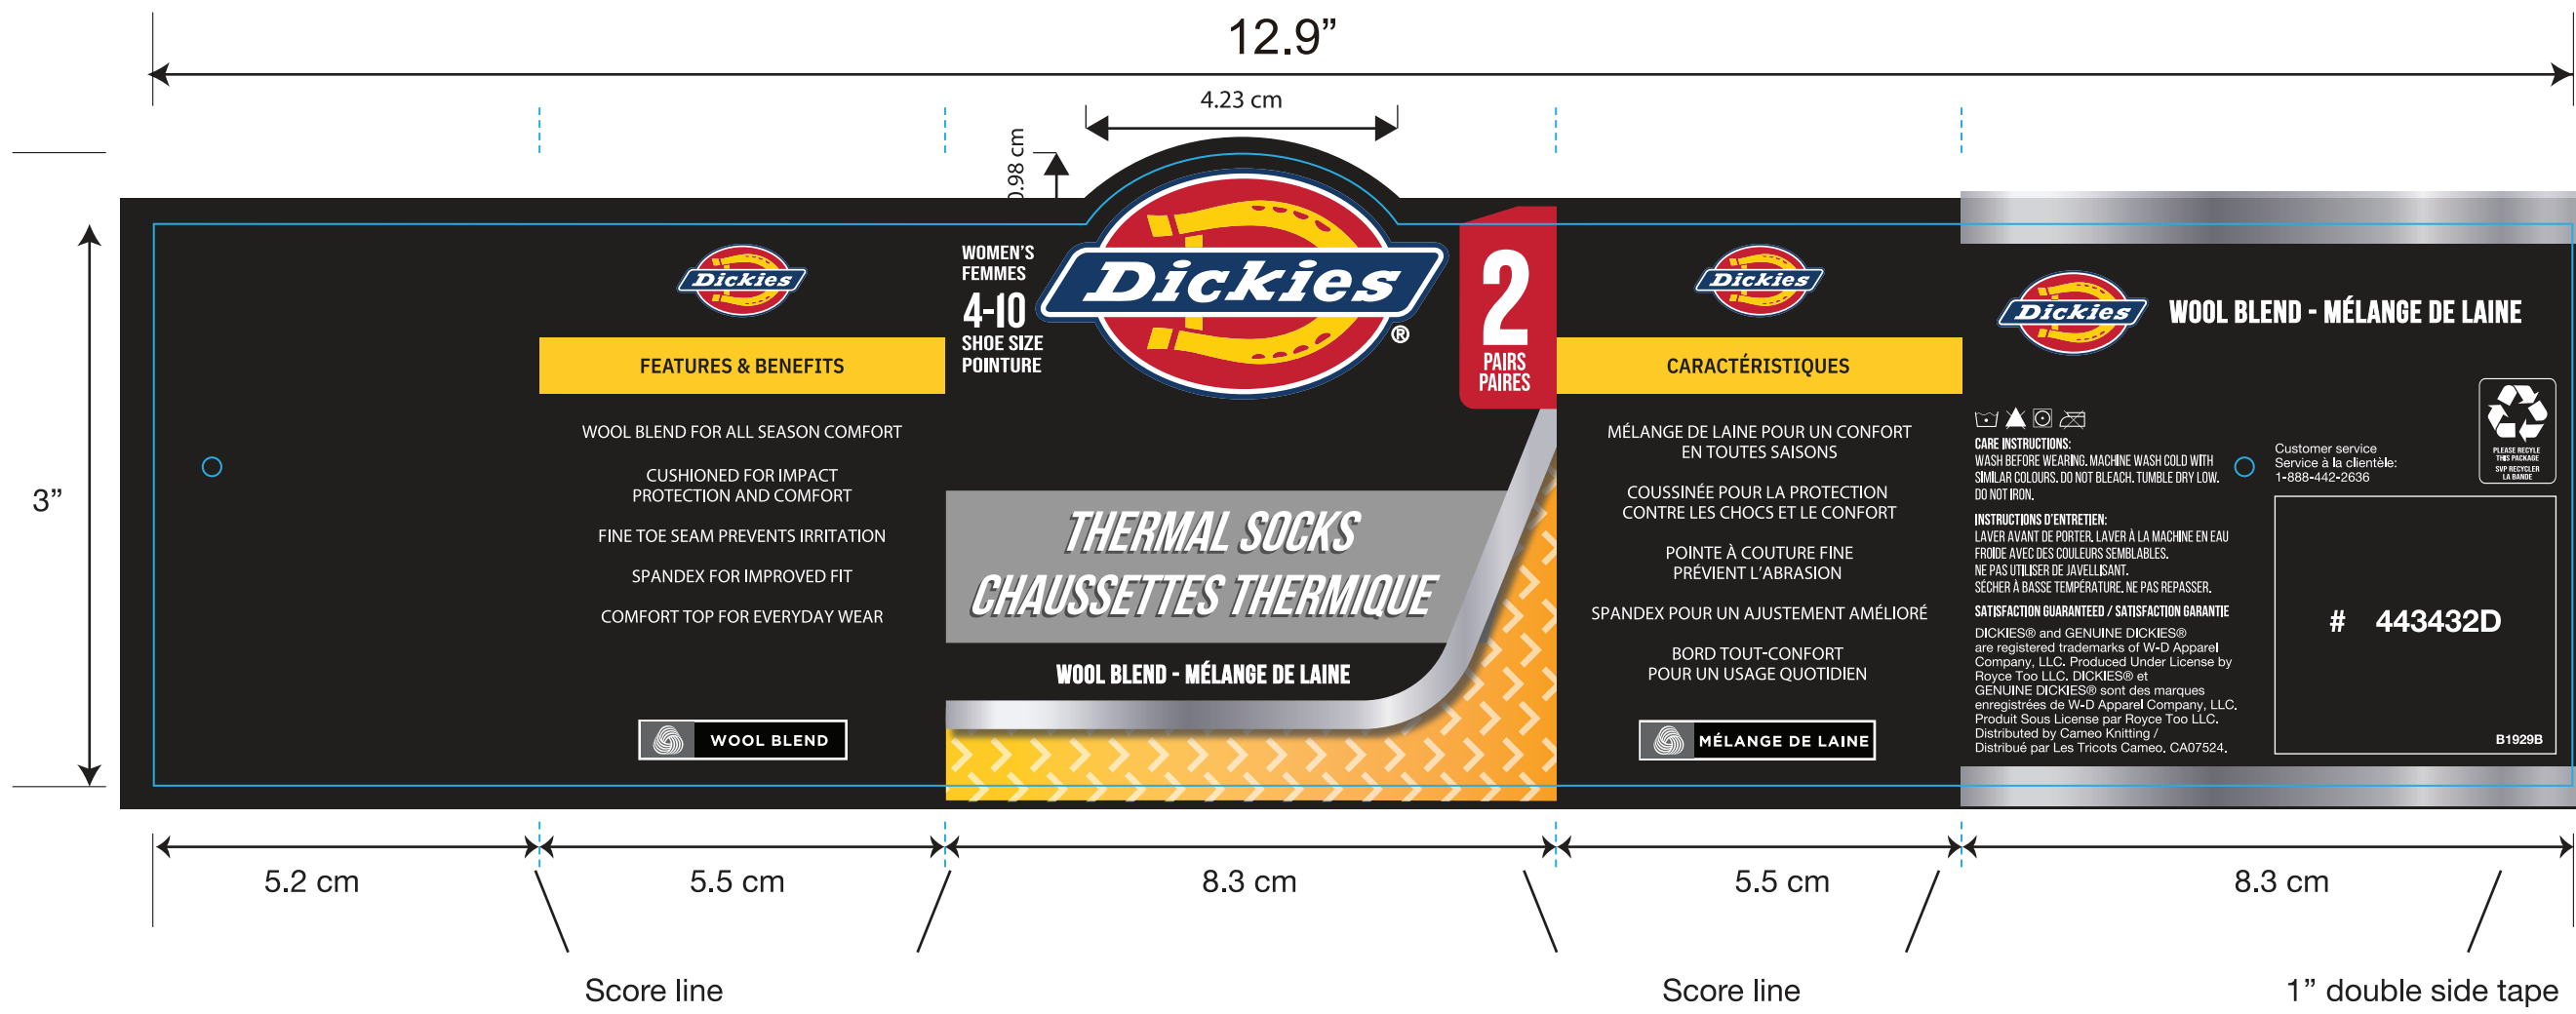 12.9”
4.23 cm
0.98 cm
3”
Dickies
FEATURES & BENEFITS
WOOL BLEND FOR ALL SEASON COMFORT
CUSHIONED FOR IMPACT
PROTECTION AND COMFORT
FINE TOE SEAM PREVENTS IRRITATION
SPANDEX FOR IMPROVED FIT
COMFORT TOP FOR EVERYDAY WEAR
WOOL BLEND
WOMEN'S
FEMMES
4-10
SHOE SIZE
POINTURE
Dickies
®
2
PAIRS
PAIRES
THERMAL SOCKS
CHAUSSETTES THERMIQUE
WOOL BLEND - MÉLANGE DE LAINE
Dickies
CARACTÉRISTIQUES
MÉLANGE DE LAINE POUR UN CONFORT
EN TOUTES SAISONS
COUSSINÉE POUR LA PROTECTION
CONTRE LES CHOCS ET LE CONFORT
POINTE À COUTURE FINE
PRÉVIENT L'ABRASION
SPANDEX POUR UN AJUSTEMENT AMÉLIORÉ
BORD TOUT-CONFORT
POUR UN USAGE QUOTIDIEN
MÉLANGE DE LAINE
Dickies
WOOL BLEND - MÉLANGE DE LAINE
CARE INSTRUCTIONS:
WASH BEFORE WEARING. MACHINE WASH COLD WITH
SIMILAR COLOURS. DO NOT BLEACH. TUMBLE DRY LOW.
DO NOT IRON.
INSTRUCTIONS D'ENTRETIEN:
LAVER AVANT DE PORTER. LAVER À LA MACHINE EN EAU
FROIDE AVEC DES COULEURS SEMBLABLES.
NE PAS UTILISER DE JAVELLISANT.
SÉCHER À BASSE TEMPÉRATURE. NE PAS REPASSER.
SATISFACTION GUARANTEED / SATISFACTION GARANTIE
DICKIES® and GENUINE DICKIES®
are registered trademarks of W-D Apparel
Company, LLC. Produced Under License by
Royce Too LLC. DICKIES® et
GENUINE DICKIES® sont des marques
enregistrées de W-D Apparel Company, LLC.
Produit Sous License par Royce Too LLC.
Distributed by Cameo Knitting /
Distribué par Les Tricots Cameo. CA07524.
Customer service
Service à la clientèle:
1-888-442-2636
PLEASE RECYLE
THIS PACKAGE
SVP RECYCLER
LA BANDE
# 443432D
B1929B
5.2 cm
5.5 cm
8.3 cm
5.5 cm
8.3 cm
Score line
Score line
1” double side tape